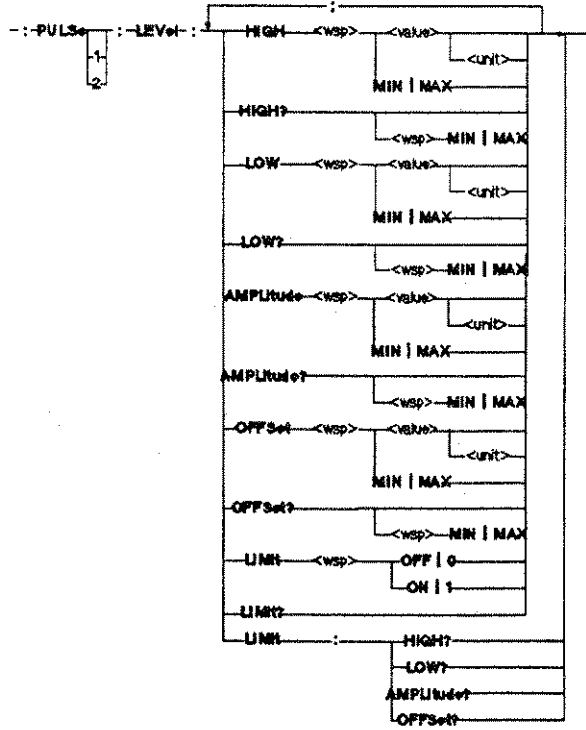 :
: PULSe : LEVel : HIGH <wsp> <value>
1 <unit>
2 MIN | MAX
HIGH?
<wsp> MIN | MAX
LOW <wsp> <value>
<unit>
MIN | MAX
LOW?
<wsp> MIN | MAX
AMPLitude <wsp> <value>
<unit>
MIN | MAX
AMPLitude?
<wsp> MIN | MAX
OFFSet <wsp> <value>
<unit>
MIN | MAX
OFFSet?
<wsp> MIN | MAX
LIMit <wsp> OFF | 0
ON | 1
LIMit?
LIMit : HIGH?
LOW?
AMPLitude?
OFFSet?